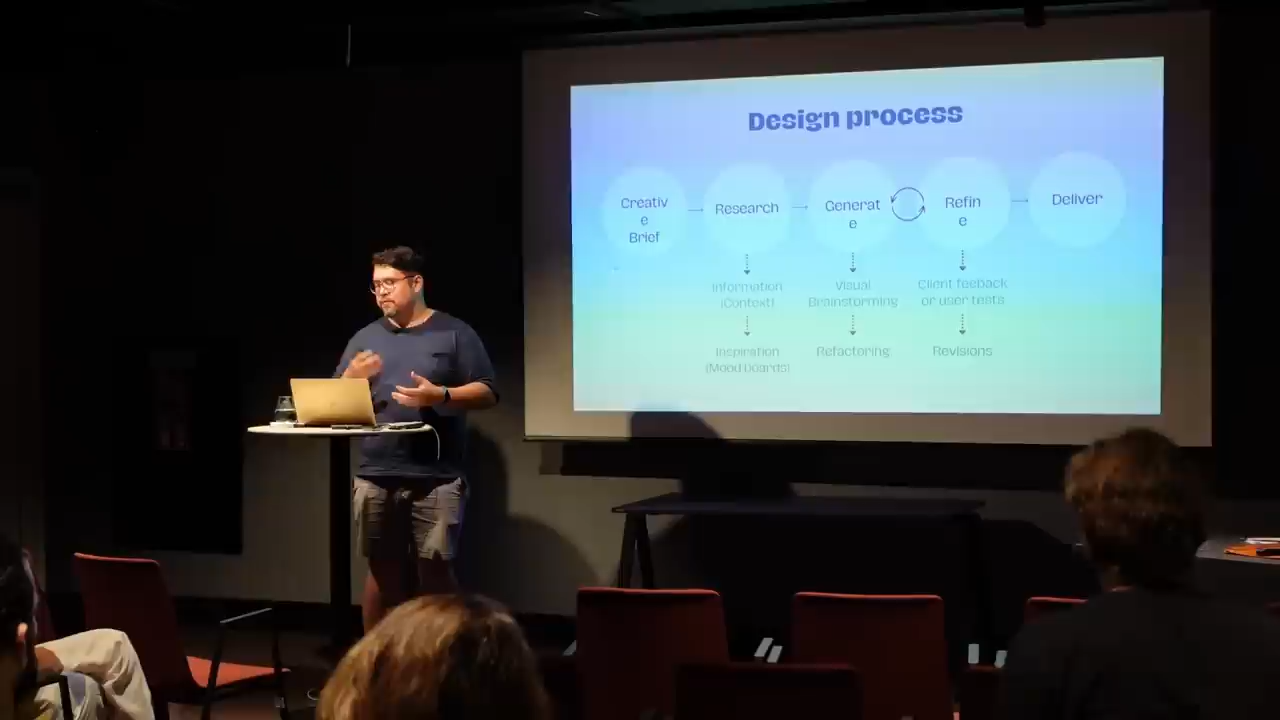 Design process
Creativ
e
Brief
Research
Generat
e
Refin
e
Deliver
Information
(Context)
Visual
Brainstorming
Client feeback
or user tests
Inspiration
(Mood boards)
Refactoring
Revisions